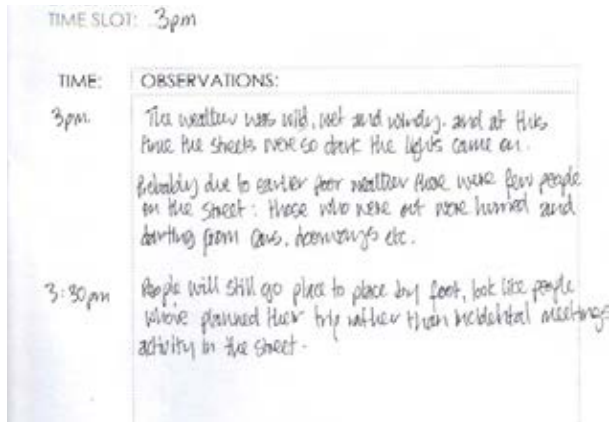 TIME SLOT: 3pm
TIME: OBSERVATIONS:
3pm. The weather was wild, wet and windy. and at this
time the streets were so dark the lights came on.
Probably due to earlier poor weather there were few people
on the street: those who were out were hurried and
darting from cars, doorways etc.
3:30pm People will still go place to place by foot, look like people
who've planned their trip rather than incidental meetings
activity in the street.